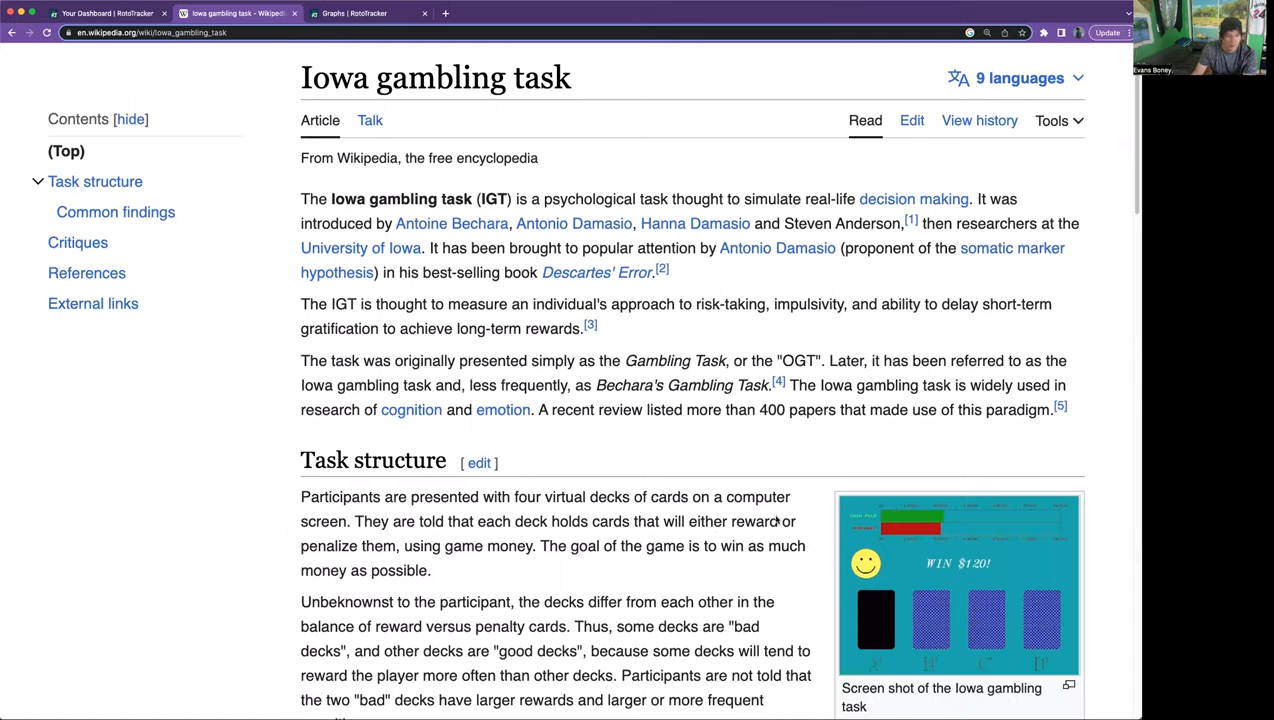 Your Dashboard | RotoTracker
Iowa gambling task - Wikipedia
Graphs | RotoTracker
en.wikipedia.org/wiki/Iowa_gambling_task
Update
Evans Boney
Iowa gambling task
9 languages
Contents [hide]
Article Talk
Read Edit View history Tools
(Top)
From Wikipedia, the free encyclopedia
Task structure
Common findings
Critiques
References
External links
The Iowa gambling task (IGT) is a psychological task thought to simulate real-life decision making. It was
introduced by Antoine Bechara, Antonio Damasio, Hanna Damasio and Steven Anderson,[1] then researchers at the
University of Iowa. It has been brought to popular attention by Antonio Damasio (proponent of the somatic marker
hypothesis) in his best-selling book Descartes' Error.[2]
The IGT is thought to measure an individual's approach to risk-taking, impulsivity, and ability to delay short-term
gratification to achieve long-term rewards.[3]
The task was originally presented simply as the Gambling Task, or the "OGT". Later, it has been referred to as the
Iowa gambling task and, less frequently, as Bechara's Gambling Task.[4] The Iowa gambling task is widely used in
research of cognition and emotion. A recent review listed more than 400 papers that made use of this paradigm.[5]
Task structure [ edit ]
Participants are presented with four virtual decks of cards on a computer
screen. They are told that each deck holds cards that will either reward or
penalize them, using game money. The goal of the game is to win as much
money as possible.
Unbeknownst to the participant, the decks differ from each other in the
balance of reward versus penalty cards. Thus, some decks are "bad
decks", and other decks are "good decks", because some decks will tend to
reward the player more often than other decks. Participants are not told that
the two "bad" decks have larger rewards and larger or more frequent
WIN $120!
Screen shot of the Iowa gambling
task